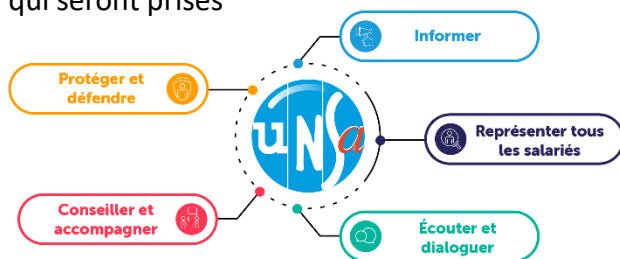 qui seront prises
Informer
Protéger et
défendre
uNSa
Représenter tous
les salariés
Conseiller et
accompagner
Écouter et
dialoguer